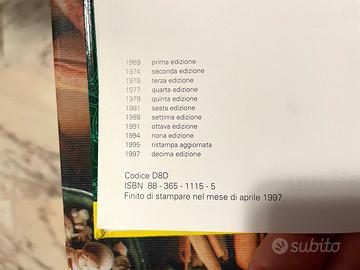 1969 prima edizione
1974 seconda edizione
1978 terza edizione
1977 quarta edizione
1979 quinta edizione
1981 sesta edizione
1988 settima edizione
1991 ottava edizione
1994 nona edizione
1995 ristampa aggiornata
1997 decima edizione
Codice D8D
ISBN 88 - 365 - 1115 - 5
Finito di stampare nel mese di aprile 1997.
subito